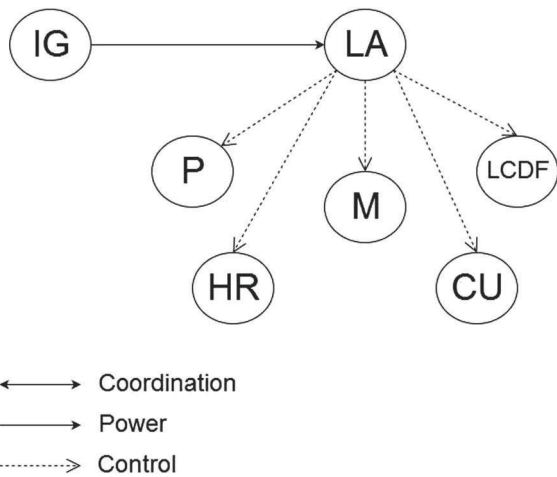 IG
LA
P
LCDF
M
HR
CU
Coordination
Power
Control